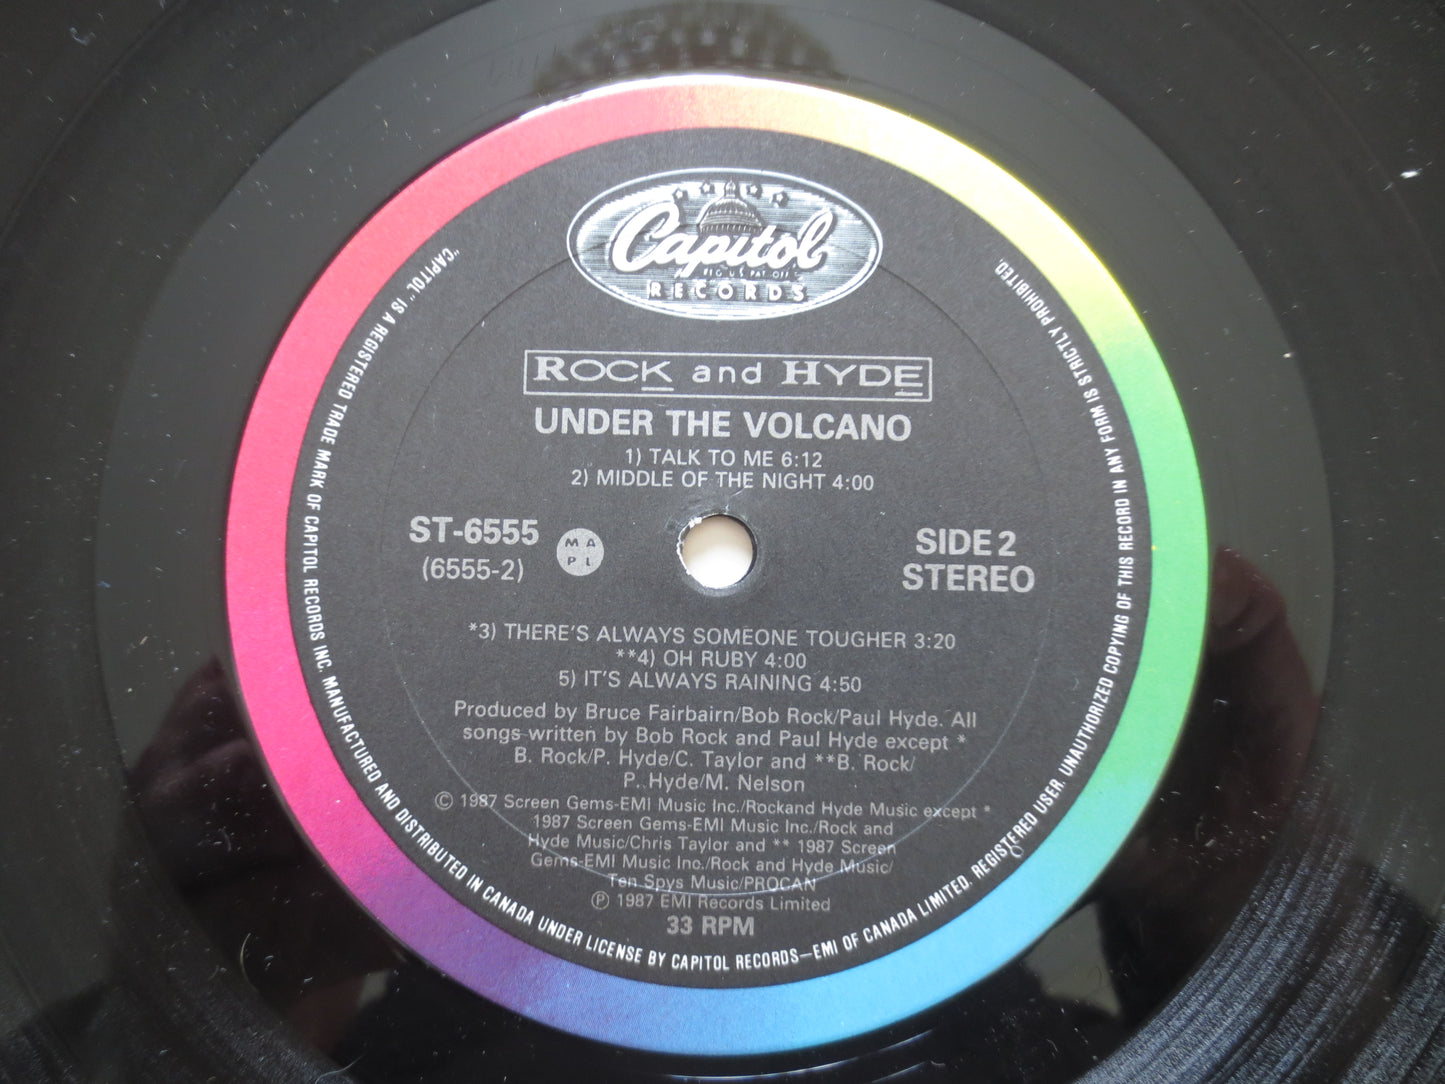 Capitol
REG U S PAT OFF
RECORDS
ROCK and HYDE
UNDER THE VOLCANO
1) TALK TO ME 6:12
2) MIDDLE OF THE NIGHT 4:00
ST-6555
(6555-2)
M A
P L
SIDE 2
STEREO
*3) THERE'S ALWAYS SOMEONE TOUGHER 3:20
**4) OH RUBY 4:00
5) IT'S ALWAYS RAINING 4:50
Produced by Bruce Fairbairn/Bob Rock/Paul Hyde. All
songs written by Bob Rock and Paul Hyde except *
B. Rock/P. Hyde/C. Taylor and **B. Rock/
P. Hyde/M. Nelson
© 1987 Screen Gems-EMI Music Inc./Rockand Hyde Music except *
1987 Screen Gems-EMI Music Inc./Rock and
Hyde Music/Chris Taylor and ** 1987 Screen
Gems-EMI Music Inc./Rock and Hyde Music/
Ten Spys Music/PROCAN
℗ 1987 EMI Records Limited
33 RPM
"CAPITOL" IS A REGISTERED TRADE MARK OF CAPITOL RECORDS INC. MANUFACTURED AND DISTRIBUTED IN CANADA UNDER LICENSE BY CAPITOL RECORDS—EMI OF CANADA LIMITED. REGISTERED USER. UNAUTHORIZED COPYING OF THIS RECORD IN ANY FORM IS STRICTLY PROHIBITED.